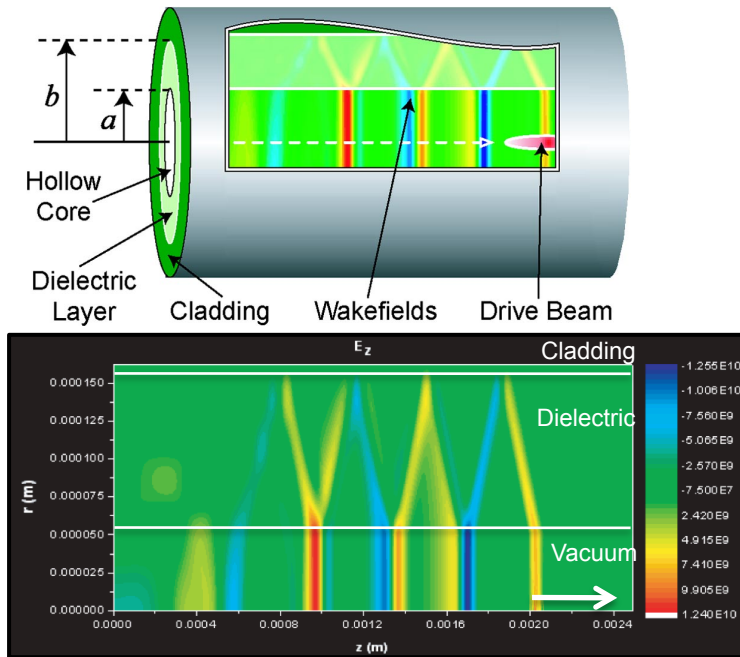 b
a
Hollow
Core
Dielectric
Layer
Cladding
Wakefields
Drive Beam
E_z
Cladding
Dielectric
Vacuum
r (m)
0.000150
0.000125
0.000100
0.000075
0.000050
0.000025
0.000000
0.0000 0.0004 0.0008 0.0012 0.0016 0.0020 0.0024
z (m)
-1.255E10
-1.006E10
-7.560E9
-5.065E9
-2.570E9
-7.500E7
2.420E9
4.915E9
7.410E9
9.905E9
1.240E10